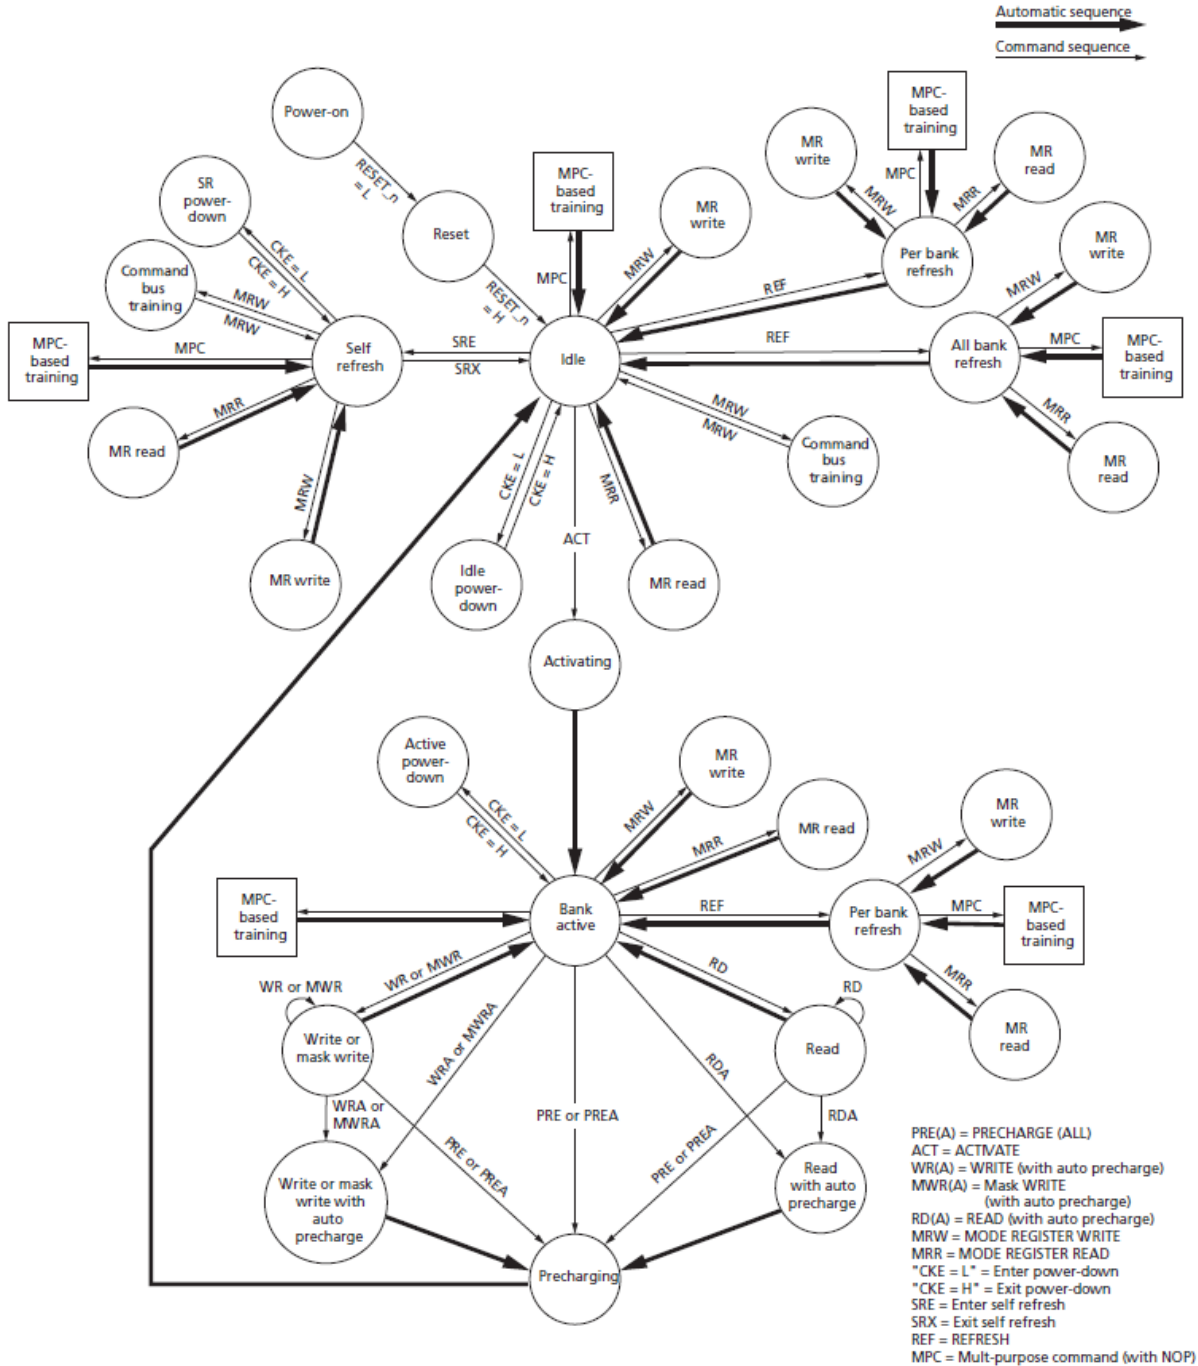 Automatic sequence
Command sequence
Power-on
RESET_n
= L
Reset
RESET_n
= H
SR
power-
down
CKE = L
CKE = H
Command
bus
training
MRW
MRW
MPC-
based
training
MPC
Self
refresh
MRR
MR read
MRW
MR write
SRE
SRX
MPC-
based
training
MPC
MR
write
MRW
Idle
MR
write
MRW
MPC-
based
training
MPC
MR
read
MRR
Per bank
refresh
REF
REF
MR
write
MRW
All bank
refresh
MPC
MPC-
based
training
MRR
MR
read
MRW
MRW
Command
bus
training
CKE = L
CKE = H
Idle
power-
down
ACT
MRR
MR read
Activating
Active
power-
down
CKE = L
CKE = H
MR
write
MRW
MR read
MRR
MPC-
based
training
Bank
active
REF
Per bank
refresh
MR
write
MRW
MPC
MPC-
based
training
MRR
MR
read
WR or MWR
WR or MWR
Write or
mask write
WRA or
MWRA
WRA or MWRA
PRE or PREA
PRE or PREA
RD
RD
Read
RDA
RDA
PRE or PREA
Write or mask
write with
auto
precharge
Read
with auto
precharge
Precharging
PRE(A) = PRECHARGE (ALL)
ACT = ACTIVATE
WR(A) = WRITE (with auto precharge)
MWR(A) = Mask WRITE
(with auto precharge)
RD(A) = READ (with auto precharge)
MRW = MODE REGISTER WRITE
MRR = MODE REGISTER READ
"CKE = L" = Enter power-down
"CKE = H" = Exit power-down
SRE = Enter self refresh
SRX = Exit self refresh
REF = REFRESH
MPC = Mult-purpose command (with NOP)